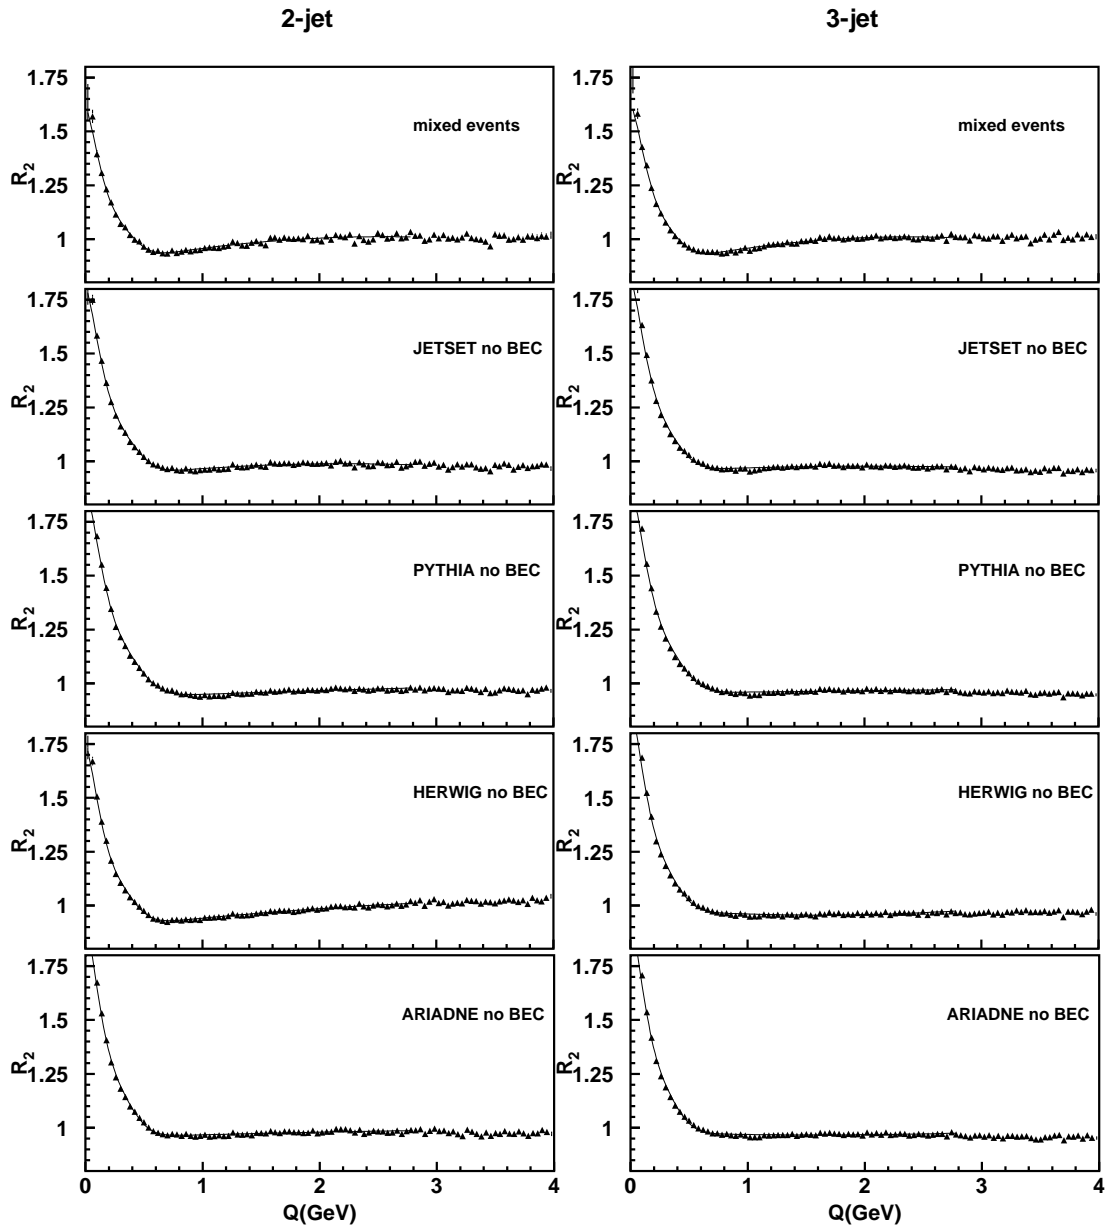 2-jet
3-jet
1.75
1.5
1.25
1
R2
mixed events
1.75
1.5
1.25
1
R2
mixed events
1.75
1.5
1.25
1
R2
JETSET no BEC
1.75
1.5
1.25
1
R2
JETSET no BEC
1.75
1.5
1.25
1
R2
PYTHIA no BEC
1.75
1.5
1.25
1
R2
PYTHIA no BEC
1.75
1.5
1.25
1
R2
HERWIG no BEC
1.75
1.5
1.25
1
R2
HERWIG no BEC
1.75
1.5
1.25
1
R2
ARIADNE no BEC
0 1 2 3 4
Q(GeV)
1.75
1.5
1.25
1
R2
ARIADNE no BEC
0 1 2 3 4
Q(GeV)